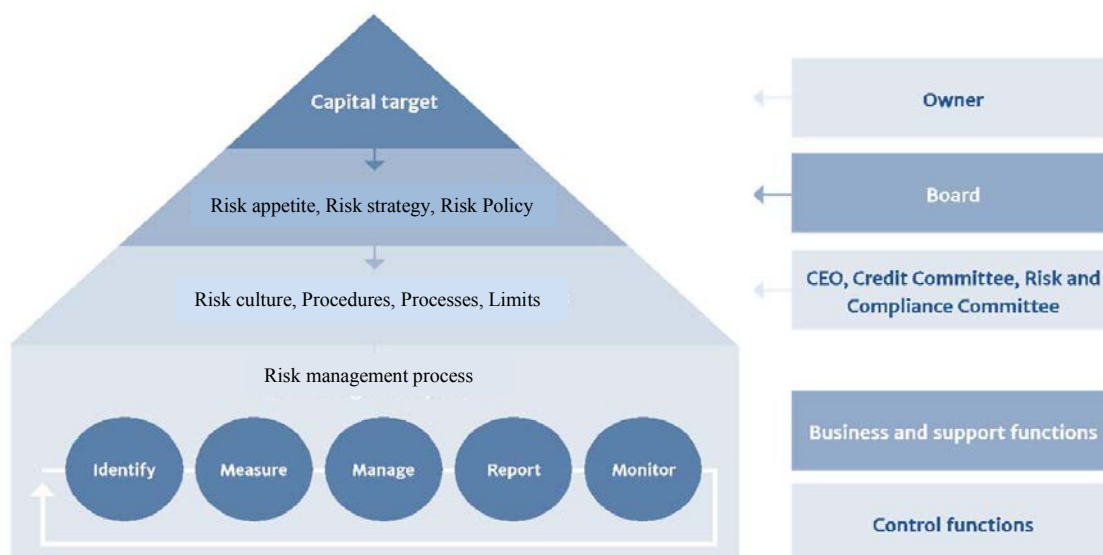 Capital target
Owner
Risk appetite, Risk strategy, Risk Policy
Board
Risk culture, Procedures, Processes, Limits
CEO, Credit Committee, Risk and
Compliance Committee
Risk management process
Business and support functions
Identify
Measure
Manage
Report
Monitor
Control functions